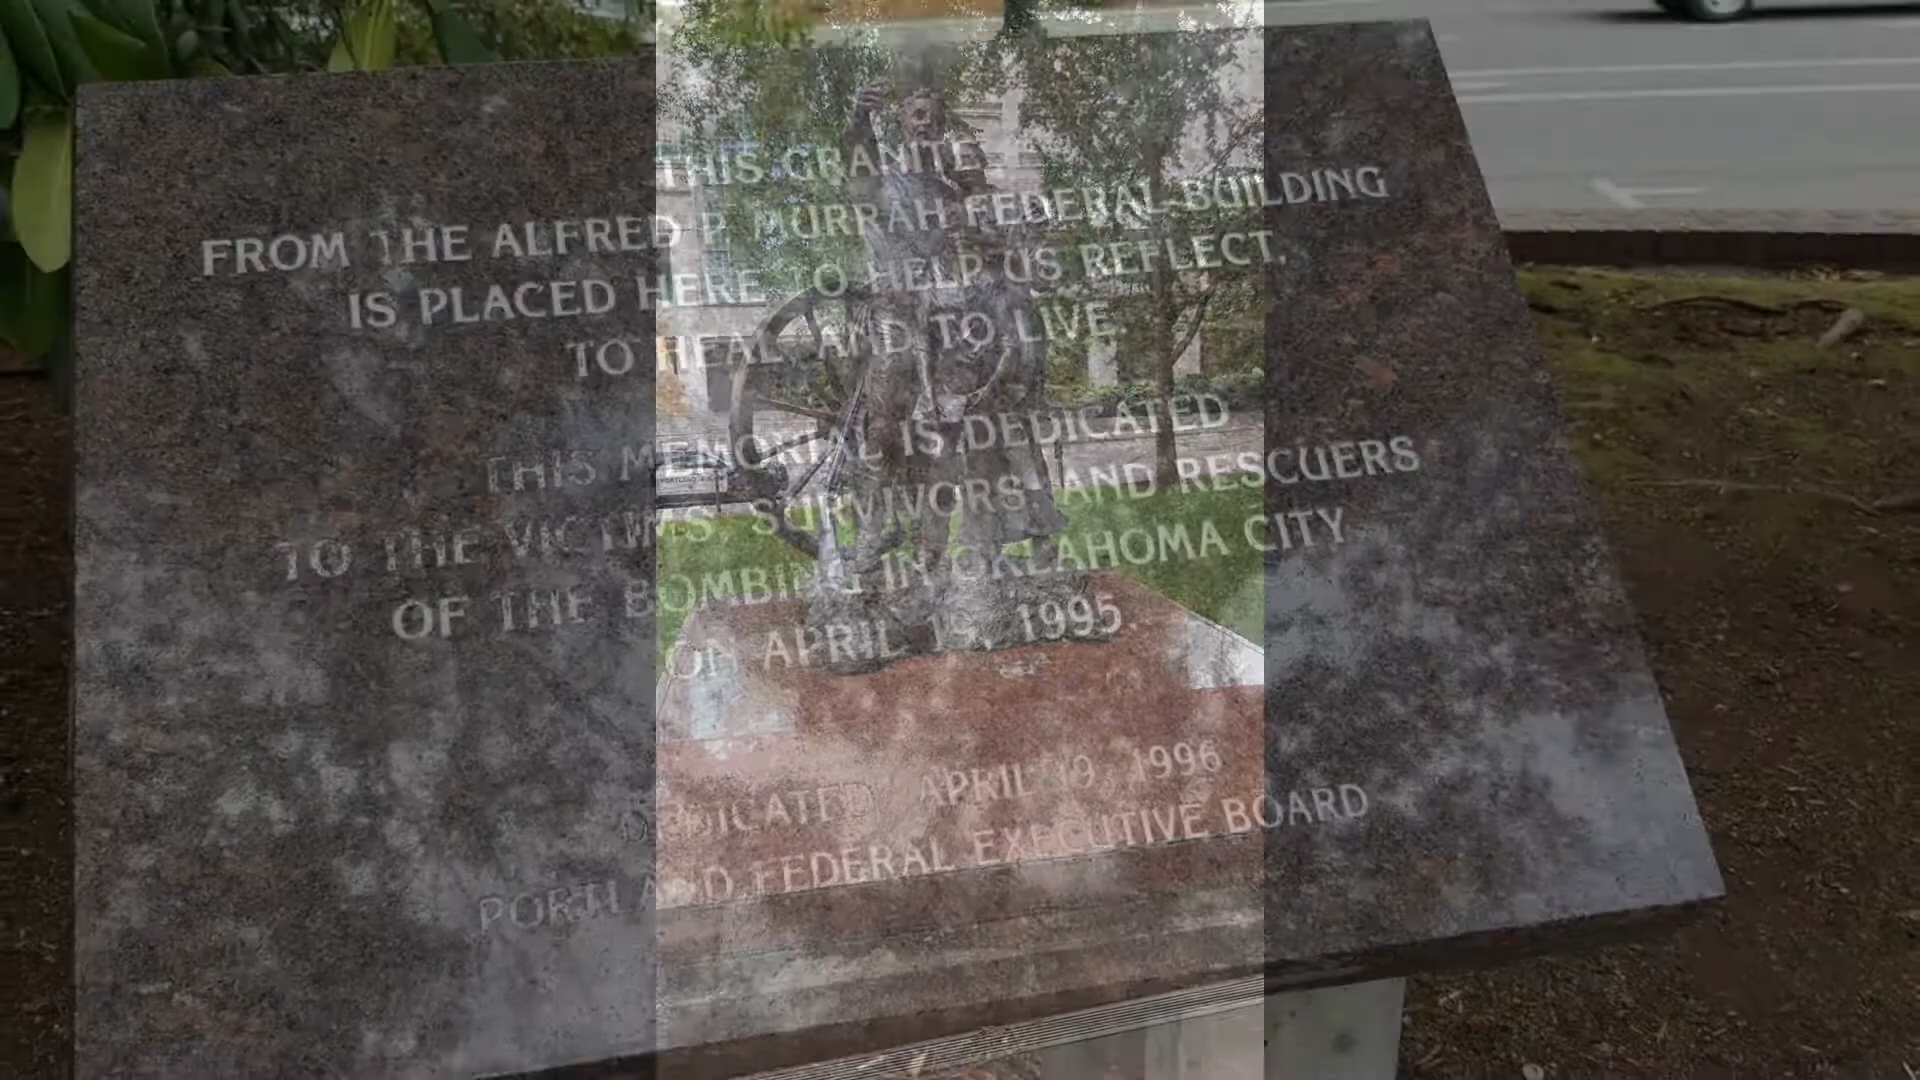 THIS GRANITE,
FROM THE ALFRED P. MURRAH FEDERAL BUILDING
IS PLACED HERE TO HELP US REFLECT,
TO HEAL, AND TO LIVE.
THIS MEMORIAL IS DEDICATED
TO THE VICTIMS, SURVIVORS, AND RESCUERS
OF THE BOMBING IN OKLAHOMA CITY
ON APRIL 19, 1995.
DEDICATED APRIL 19, 1996
PORTLAND FEDERAL EXECUTIVE BOARD